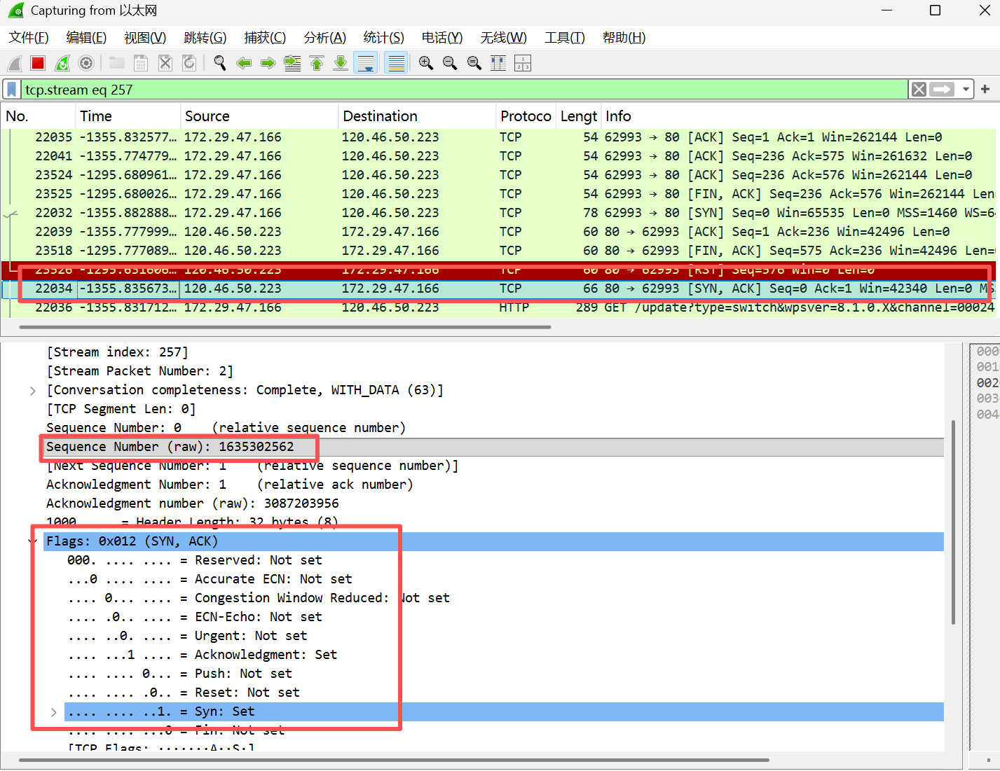 Capturing from 以太网
文件(F) 编辑(E) 视图(V) 跳转(G) 捕获(C) 分析(A) 统计(S) 电话(Y) 无线(W) 工具(T) 帮助(H)
tcp.stream eq 257
No. Time Source Destination Protoco Lengt Info
22035 -1355.832577… 172.29.47.166 120.46.50.223 TCP 54 62993 → 80 [ACK] Seq=1 Ack=1 Win=262144 Len=0
22041 -1355.774779… 172.29.47.166 120.46.50.223 TCP 54 62993 → 80 [ACK] Seq=236 Ack=575 Win=261632 Len=0
23524 -1295.680961… 172.29.47.166 120.46.50.223 TCP 54 62993 → 80 [ACK] Seq=236 Ack=576 Win=262144 Len=0
23525 -1295.680026… 172.29.47.166 120.46.50.223 TCP 54 62993 → 80 [FIN, ACK] Seq=236 Ack=576 Win=262144 Len
22032 -1355.882888… 172.29.47.166 120.46.50.223 TCP 78 62993 → 80 [SYN] Seq=0 Win=65535 Len=0 MSS=1460 WS=6
22039 -1355.777999… 120.46.50.223 172.29.47.166 TCP 60 80 → 62993 [ACK] Seq=1 Ack=236 Win=42496 Len=0
23518 -1295.777089… 120.46.50.223 172.29.47.166 TCP 60 80 → 62993 [FIN, ACK] Seq=575 Ack=236 Win=42496 Len
23526 -1295.651606… 120.46.50.223 172.29.47.166 TCP 60 80 → 62993 [RST] Seq=576 Win=0 Len=0
22034 -1355.835673… 120.46.50.223 172.29.47.166 TCP 66 80 → 62993 [SYN, ACK] Seq=0 Ack=1 Win=42340 Len=0 MS
22036 -1355.831712… 172.29.47.166 120.46.50.223 HTTP 289 GET /update?type=switch&wpsver=8.1.0.X&channel=00024
[Stream index: 257]
[Stream Packet Number: 2]
[Conversation completeness: Complete, WITH_DATA (63)]
[TCP Segment Len: 0]
Sequence Number: 0 (relative sequence number)
Sequence Number (raw): 1635302562
[Next Sequence Number: 1 (relative sequence number)]
Acknowledgment Number: 1 (relative ack number)
Acknowledgment number (raw): 3087203956
1000 .... = Header Length: 32 bytes (8)
Flags: 0x012 (SYN, ACK)
000. .... .... = Reserved: Not set
...0 .... .... = Accurate ECN: Not set
.... 0... .... = Congestion Window Reduced: Not set
.... .0.. .... = ECN-Echo: Not set
.... ..0. .... = Urgent: Not set
.... ...1 .... = Acknowledgment: Set
.... .... 0... = Push: Not set
.... .... .0.. = Reset: Not set
.... .... ..1. = Syn: Set
.... .... ...0 = Fin: Not set
[TCP Flags: ·······A··S·]
000
001
002
003
004